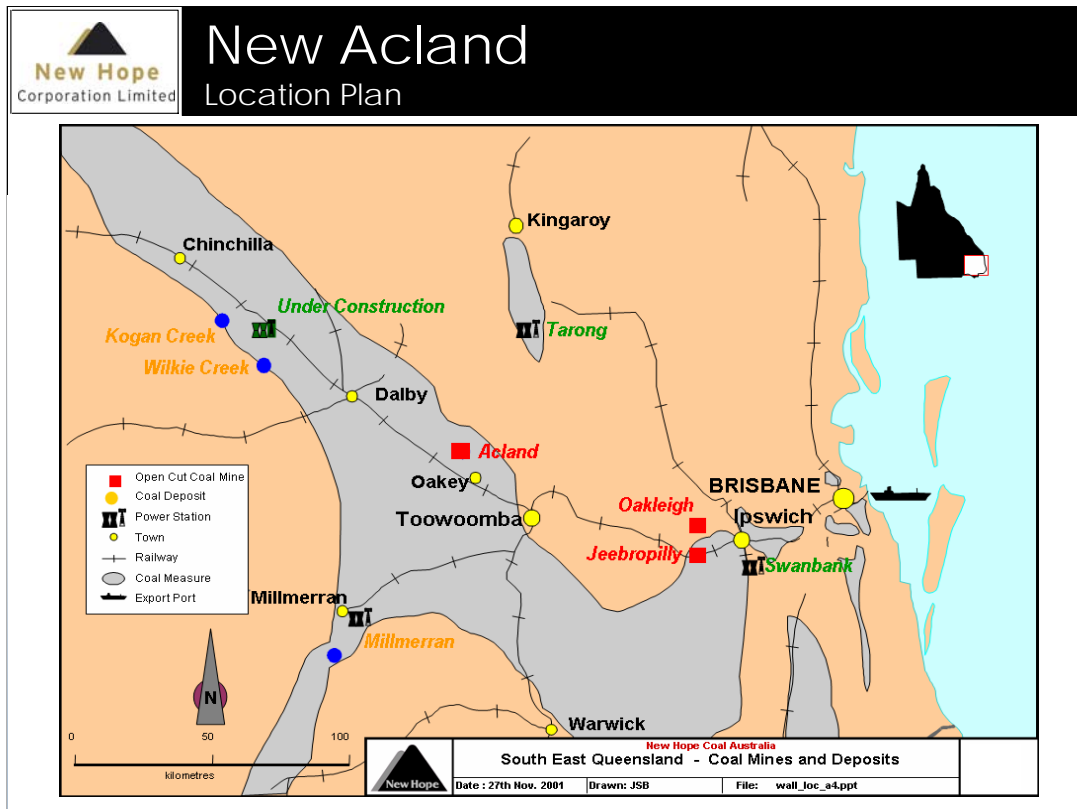 New Hope
Corporation Limited
New Acland
Location Plan
Kingaroy
Chinchilla
Under Construction
Kogan Creek
Tarong
Wilkie Creek
Dalby
Acland
Oakey
BRISBANE
Oakleigh
Toowoomba
Ipswich
Jeebropilly
Swanbank
Open Cut Coal Mine
Coal Deposit
Power Station
Town
Railway
Coal Measure
Export Port
Millmerran
Millmerran
N
Warwick
0 50 100
kilometres
New Hope
New Hope Coal Australia
South East Queensland - Coal Mines and Deposits
Date : 27th Nov. 2001 Drawn: JSB File: wall_loc_a4.ppt